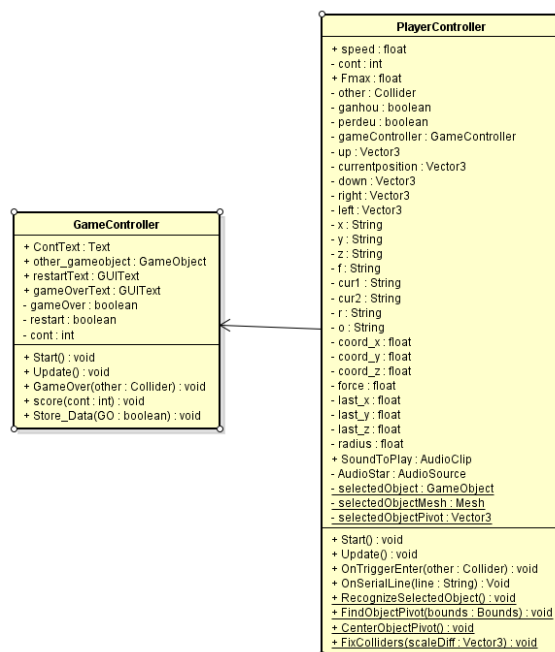 PlayerController
+ speed : float
- cont : int
+ Fmax : float
- other : Collider
- ganhou : boolean
- perdeu : boolean
- gameController : GameController
- up : Vector3
- currentposition : Vector3
- down : Vector3
- right : Vector3
- left : Vector3
- x : String
- y : String
- z : String
- f : String
- cur1 : String
- cur2 : String
- r : String
- o : String
- coord_x : float
- coord_y : float
- coord_z : float
- force : float
- last_x : float
- last_y : float
- last_z : float
- radius : float
+ SoundToPlay : AudioClip
- AudioStar : AudioSource
- selectedObject : GameObject
- selectedObjectMesh : Mesh
- selectedObjectPivot : Vector3
+ Start() : void
+ Update() : void
+ OnTriggerEnter(other : Collider) : void
+ OnSerialLine(line : String) : Void
+ RecognizeSelectedObject() : void
+ FindObjectPivot(bounds : Bounds) : void
+ CenterObjectPivot() : void
+ FixColliders(scaleDiff : Vector3) : void
GameController
+ ContText : Text
+ other_gameobject : GameObject
+ restartText : GUIText
+ gameOverText : GUIText
- gameOver : boolean
- restart : boolean
- cont : int
+ Start() : void
+ Update() : void
+ GameOver(other : Collider) : void
+ score(cont : int) : void
+ Store_Data(GO : boolean) : void